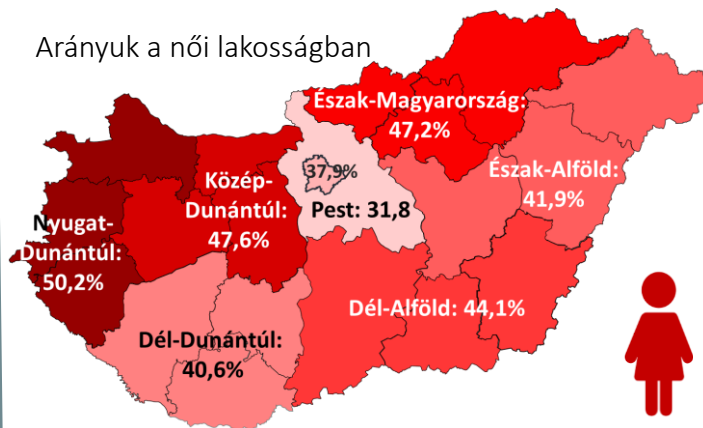 Arányuk a női lakosságban
Észak-Magyarország:
47,2%
37,9%
Észak-Alföld:
41,9%
Közép-
Dunántúl:
47,6%
Pest: 31,8
Nyugat-
Dunántúl:
50,2%
Dél-Alföld: 44,1%
Dél-Dunántúl:
40,6%